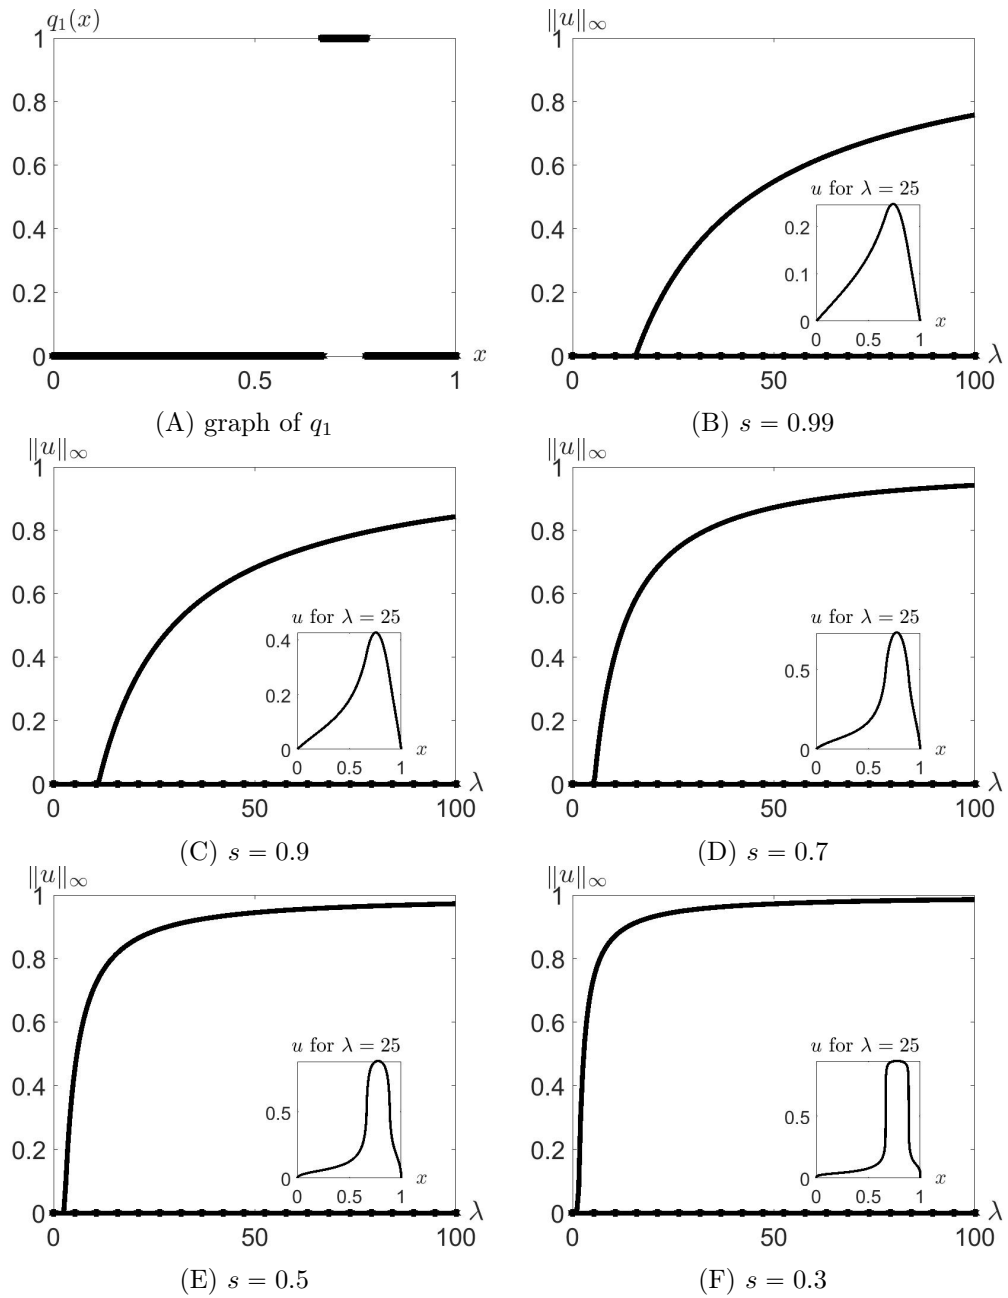 q₁(x)
1
0.8
0.6
0.4
0.2
0
0 0.5 1
x
(A) graph of q₁
‖u‖∞
1
0.8
0.6
0.4
0.2
0
0 50 100
λ
u for λ = 25
0.2
0.1
0
0 0.5 1
x
(B) s = 0.99
‖u‖∞
1
0.8
0.6
0.4
0.2
0
0 50 100
λ
u for λ = 25
0.4
0.2
0
0 0.5 1
x
(C) s = 0.9
‖u‖∞
1
0.8
0.6
0.4
0.2
0
0 50 100
λ
u for λ = 25
0.5
0
0 0.5 1
x
(D) s = 0.7
‖u‖∞
1
0.8
0.6
0.4
0.2
0
0 50 100
λ
u for λ = 25
0.5
0
0 0.5 1
x
(E) s = 0.5
‖u‖∞
1
0.8
0.6
0.4
0.2
0
0 50 100
λ
u for λ = 25
0.5
0
0 0.5 1
x
(F) s = 0.3